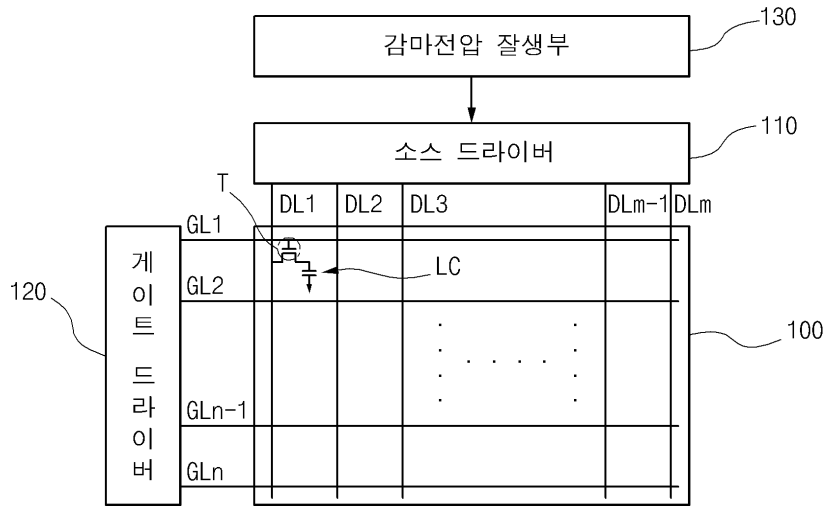 130
감마전압 잘생부
110
소스 드라이버
T
DL1 DL2 DL3 DLm-1 DLm
GL1
LC
120
게이트 드라이버
GL2
100
GLn-1
GLn